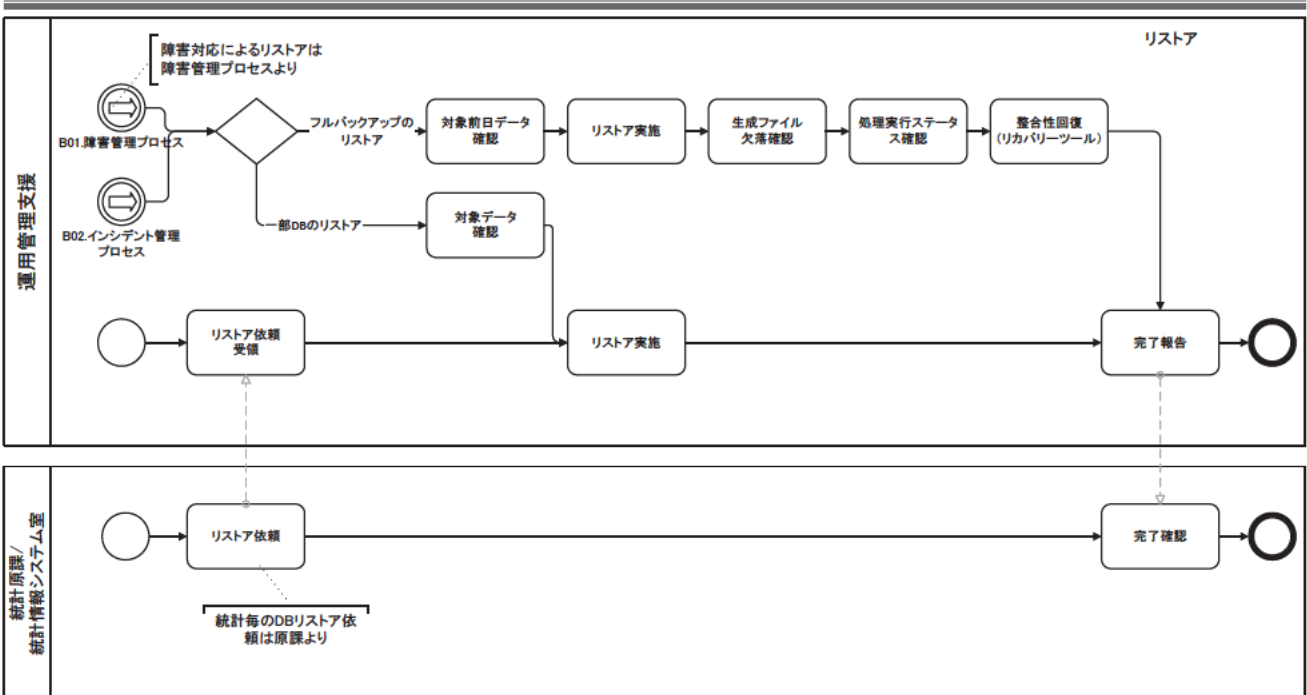 リストア
運用管理支援
障害対応によるリストアは
障害管理プロセスより
B01.障害管理プロセス
B02.インシデント管理
プロセス
フルバックアップの
リストア
対象前日データ
確認
リストア実施
生成ファイル
欠落確認
処理実行ステータ
ス確認
整合性回復
(リカバリーツール)
一部DBのリストア
対象データ
確認
リストア依頼
受領
リストア実施
完了報告
統計原課/
統計情報システム室
リストア依頼
完了確認
統計毎のDBリストア依
頼は原課より